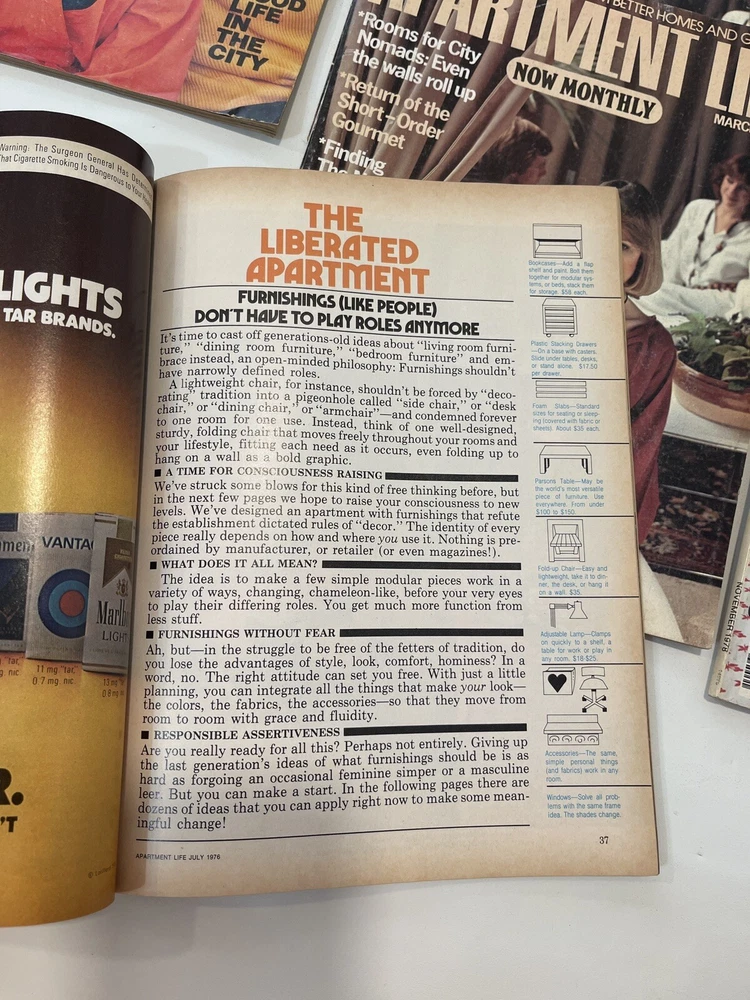 OD
LIFE
IN
THE
CITY
BETTER HOMES AND G
APARTMENT LI
NOW MONTHLY
MARC
*Rooms for City
Nomads: Even
the walls roll up
*Return of the
Short-Order
Gourmet
*Finding
NOVEMBER 1978
Warning: The Surgeon General Has
That Cigarette Smoking Is Dangerous to Your
LIGHTS
TAR BRANDS.
VANTA
Marlb
LIGHT
11 mg "tar,"
0.7 mg. nic.
13 mg
R.
'T
THE
LIBERATED
APARTMENT
FURNISHINGS (LIKE PEOPLE)
DON'T HAVE TO PLAY ROLES ANYMORE
It's time to cast off generations-old ideas about "living room furni-
ture," "dining room furniture," "bedroom furniture" and em-
brace instead, an open-minded philosophy: Furnishings shouldn't
have narrowly defined roles.
A lightweight chair, for instance, shouldn't be forced by "deco-
rating" tradition into a pigeonhole called "side chair," or "desk
chair," or "dining chair," or "armchair"—and condemned forever
to one room for one use. Instead, think of one well-designed,
sturdy, folding chair that moves freely throughout your rooms and
your lifestyle, fitting each need as it occurs, even folding up to
hang on a wall as a bold graphic.
■ A TIME FOR CONSCIOUSNESS RAISING
We've struck some blows for this kind of free thinking before, but
in the next few pages we hope to raise your consciousness to new
levels. We've designed an apartment with furnishings that refute
the establishment dictated rules of "decor." The identity of every
piece really depends on how and where you use it. Nothing is pre-
ordained by manufacturer, or retailer (or even magazines!).
■ WHAT DOES IT ALL MEAN?
The idea is to make a few simple modular pieces work in a
variety of ways, changing, chameleon-like, before your very eyes
to play their differing roles. You get much more function from
less stuff.
■ FURNISHINGS WITHOUT FEAR
Ah, but—in the struggle to be free of the fetters of tradition, do
you lose the advantages of style, look, comfort, hominess? In a
word, no. The right attitude can set you free. With just a little
planning, you can integrate all the things that make your look—
the colors, the fabrics, the accessories—so that they move from
room to room with grace and fluidity.
■ RESPONSIBLE ASSERTIVENESS
Are you really ready for all this? Perhaps not entirely. Giving up
the last generation's ideas of what furnishings should be is as
hard as forgoing an occasional feminine simper or a masculine
leer. But you can make a start. In the following pages there are
dozens of ideas that you can apply right now to make some mean-
ingful change!
APARTMENT LIFE JULY 1976
Bookcases—Add a flap
shelf and paint. Bolt them
together for modular sys-
tems, or beds, stack them
for storage. $58 each.
Plastic Stacking Drawers
—On a base with casters.
Slide under tables, desks,
or stand alone. $17.50
per drawer.
Foam Slabs—Standard
sizes for seating or sleep-
ing (covered with fabric or
sheets). About $35 each.
Parsons Table—May be
the world's most versatile
piece of furniture. Use
everywhere. From under
$100 to $150.
Fold-up Chair—Easy and
lightweight, take it to din-
ner, the desk, or hang it
on a wall. $35.
Adjustable Lamp—Clamps
on quickly to a shelf, a
table for work or play in
any room. $18-$25.
Accessories—The same,
simple personal things
(and fabrics) work in any
room.
Windows—Solve all prob-
lems with the same frame
idea. The shades change.
37